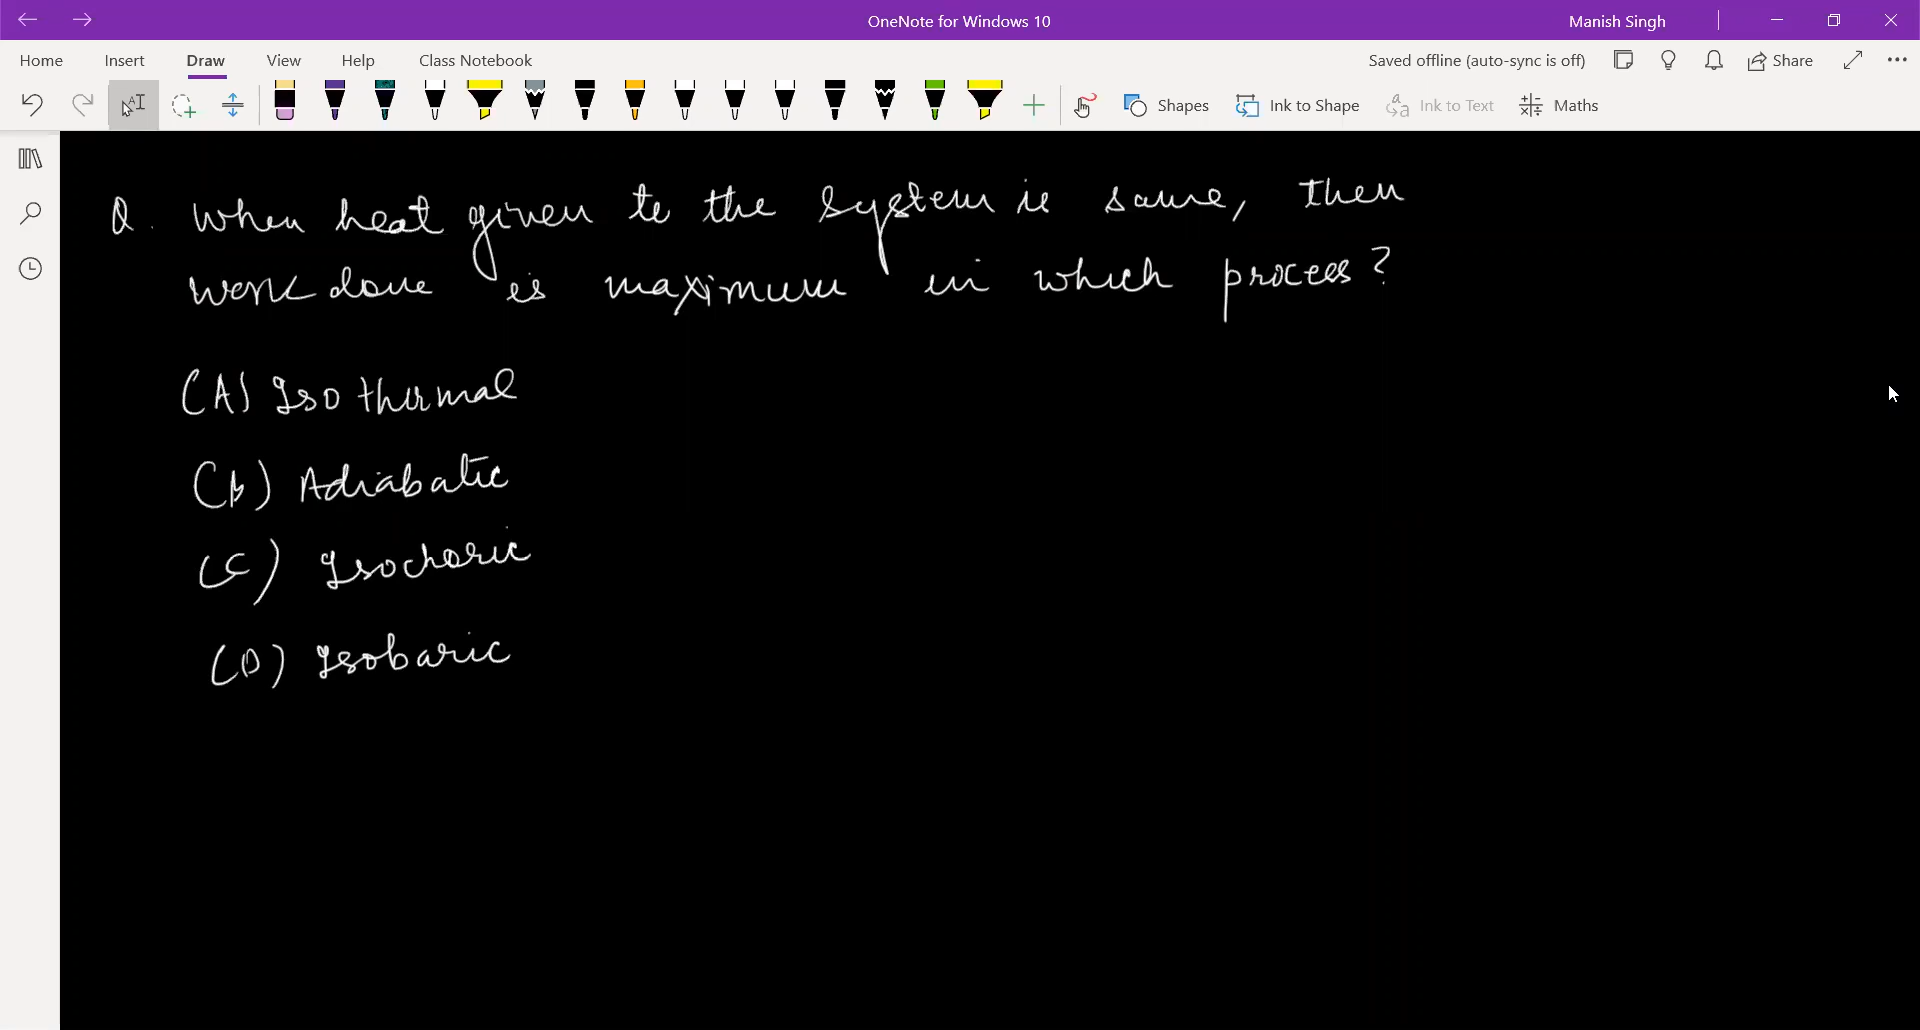 OneNote for Windows 10
Manish Singh
Home Insert Draw View Help Class Notebook
Saved offline (auto-sync is off) Share
Shapes Ink to Shape Ink to Text Maths
Q. When heat given to the system is same, then
work done is maximum in which process?
(A) Isothermal
(b) Adiabatic
(C) Isochoric
(D) Isobaric